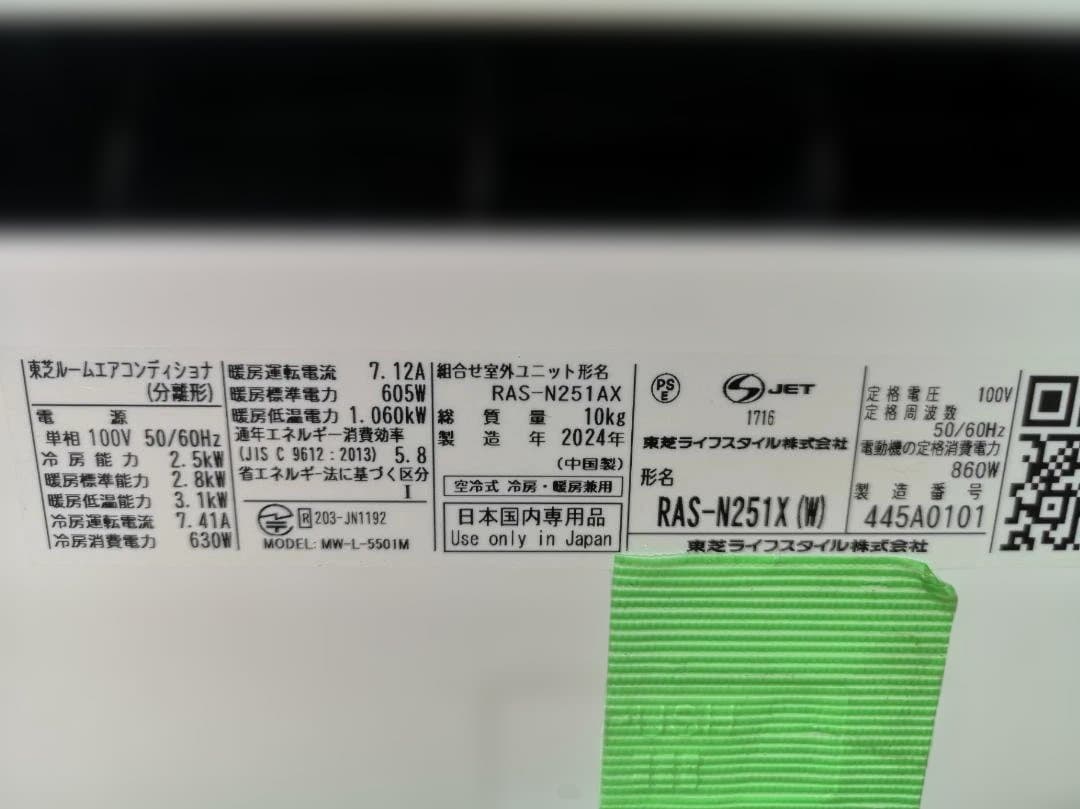 東芝ルームエアコンディショナ
(分離形)
電 源
単相 100V 50/60Hz
冷房能力 2.5kW
暖房標準能力 2.8kW
暖房低温能力 3.1kW
冷房運転電流 7.41A
冷房消費電力 630W
暖房運転電流 7.12A
暖房標準電力 605W
暖房低温電力 1.060kW
通年エネルギー消費効率
(JIS C 9612:2013) 5.8
省エネルギー法に基づく区分
I
R 203-JN1192
MODEL: MW-L-5501M
組合せ室外ユニット形名
RAS-N251AX
総質量 10kg
製造年 2024年
(中国製)
空冷式 冷房・暖房兼用
日本国内専用品
Use only in Japan
PS
E
JET
1716
東芝ライフスタイル株式会社
形名
RAS-N251X(W)
定格電圧 100V
定格周波数
50/60Hz
電動機の定格消費電力
860W
製造番号
445A0101
東芝ライフスタイル株式会社